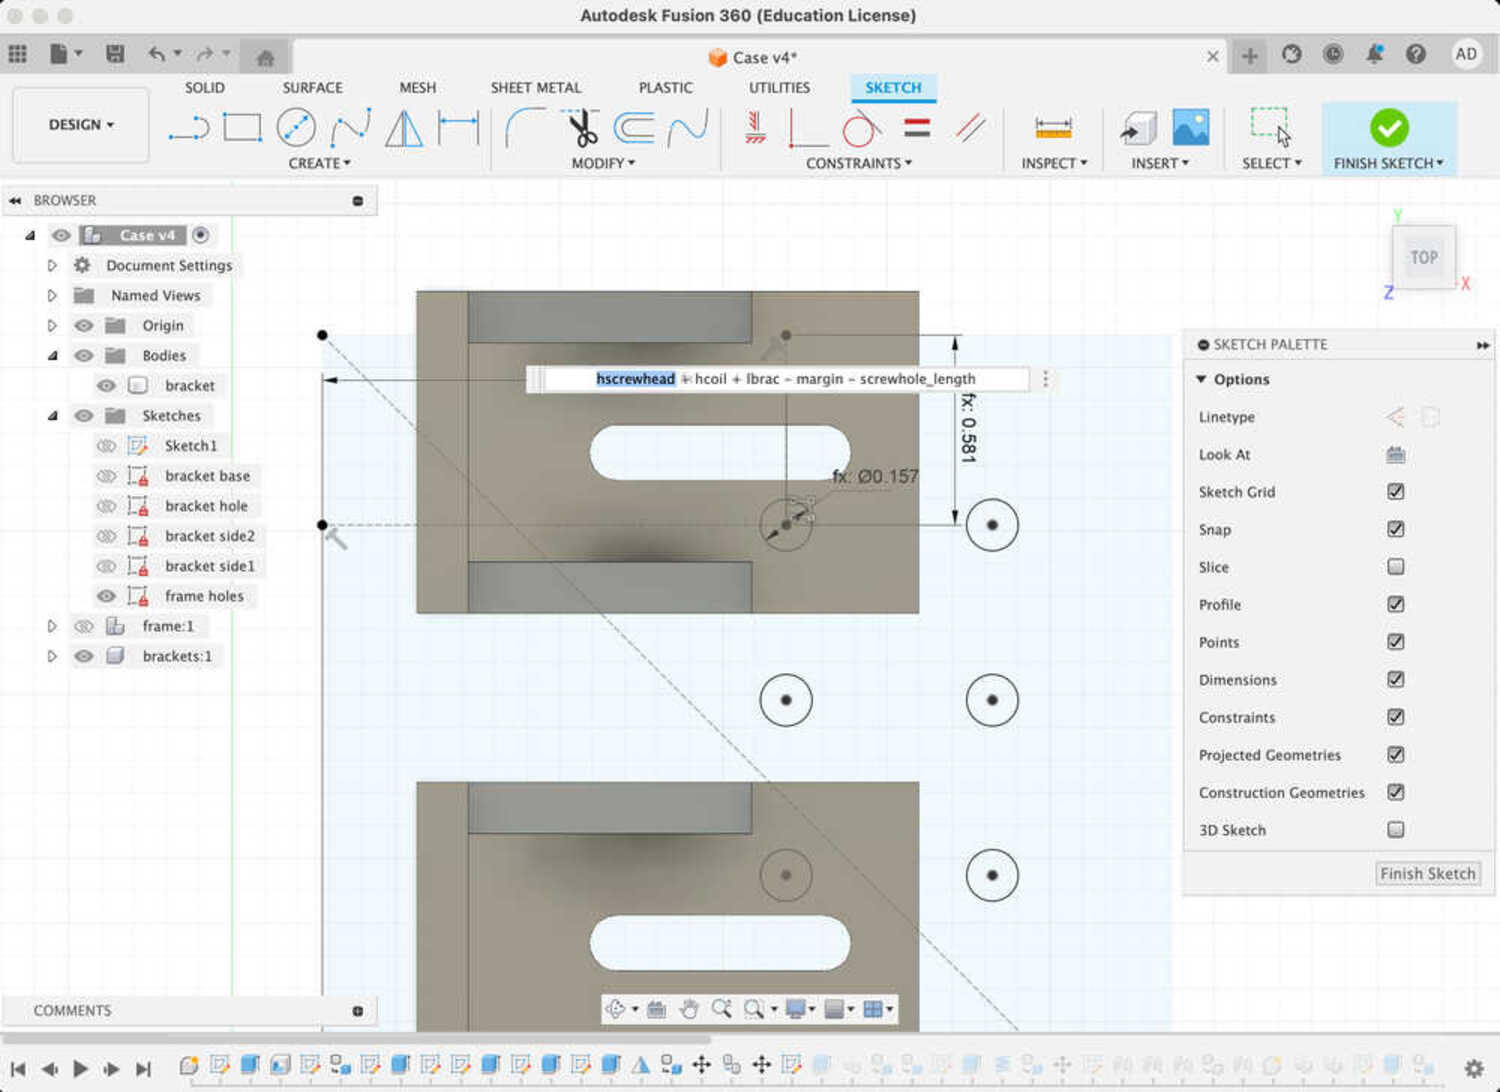 Autodesk Fusion 360 (Education License)
Case v4*
AD
SOLID SURFACE MESH SHEET METAL PLASTIC UTILITIES SKETCH
DESIGN
CREATE MODIFY CONSTRAINTS INSPECT INSERT SELECT FINISH SKETCH
BROWSER
Case v4
Document Settings
Named Views
Origin
Bodies
bracket
Sketches
Sketch1
bracket base
bracket hole
bracket side2
bracket side1
frame holes
frame:1
brackets:1
hscrewhead + hcoil + lbrac - margin - screwhole_length
fx: 0.581
fx: Ø0.157
Y
TOP
X
Z
SKETCH PALETTE
Options
Linetype
Look At
Sketch Grid
Snap
Slice
Profile
Points
Dimensions
Constraints
Projected Geometries
Construction Geometries
3D Sketch
Finish Sketch
COMMENTS